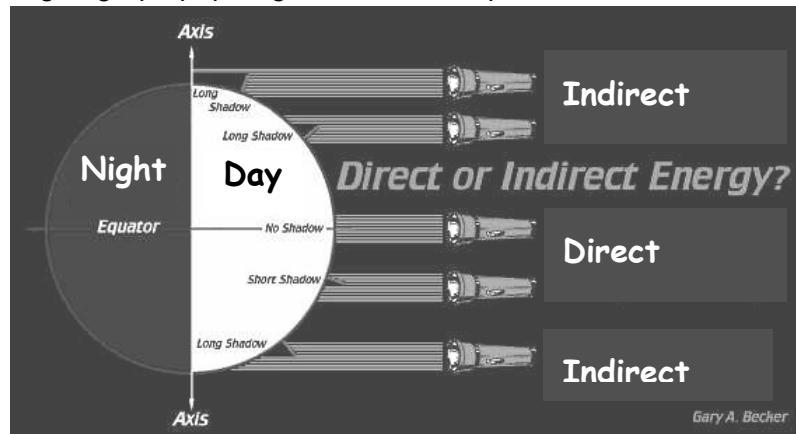 Axis
Long
Shadow
Long Shadow
Indirect
Night
Day
Direct or Indirect Energy?
Equator
No Shadow
Direct
Short Shadow
Long Shadow
Indirect
Axis
Gary A. Becker